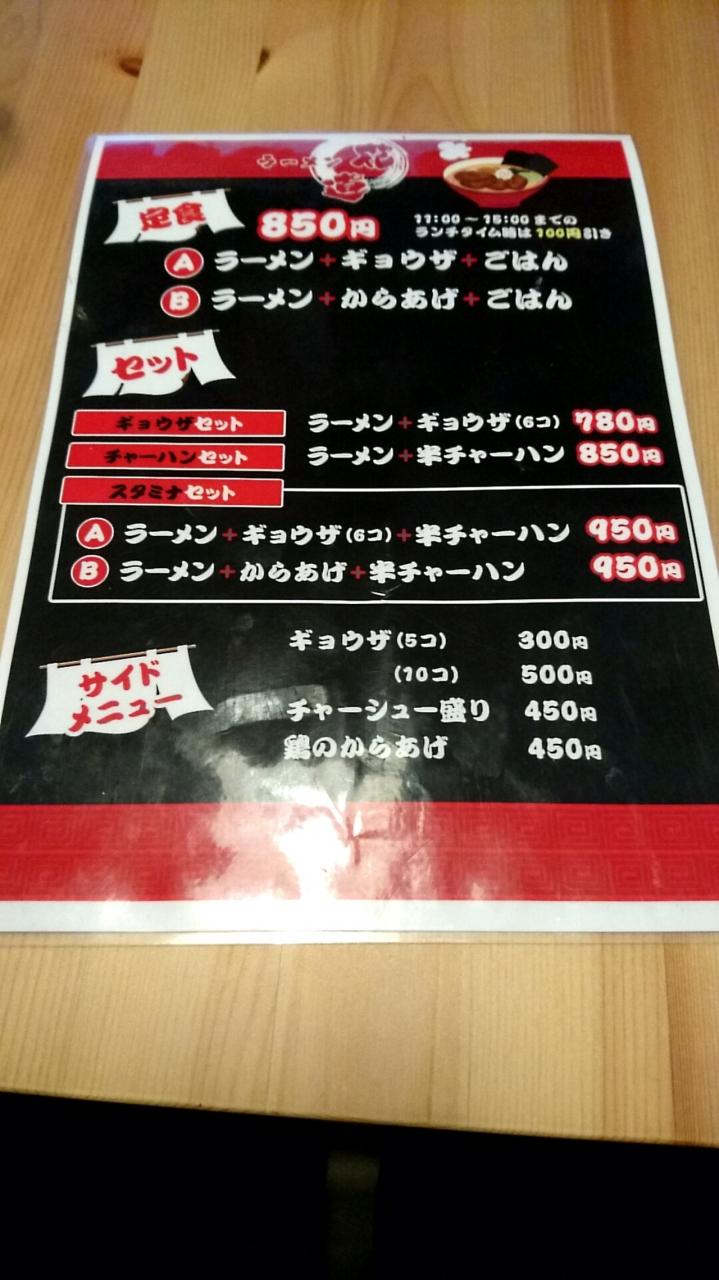 ラーメン 花道
定食 850円 11:00～15:00までの
ランチタイム時は100円引き
A ラーメン+ギョウザ+ごはん
B ラーメン+からあげ+ごはん
セット
ギョウザセット ラーメン+ギョウザ(6コ) 780円
チャーハンセット ラーメン+半チャーハン 850円
スタミナセット
A ラーメン+ギョウザ(6コ)+半チャーハン 950円
B ラーメン+からあげ+半チャーハン 950円
サイド
メニュー
ギョウザ(5コ) 300円
(10コ) 500円
チャーシュー盛り 450円
鶏のからあげ 450円